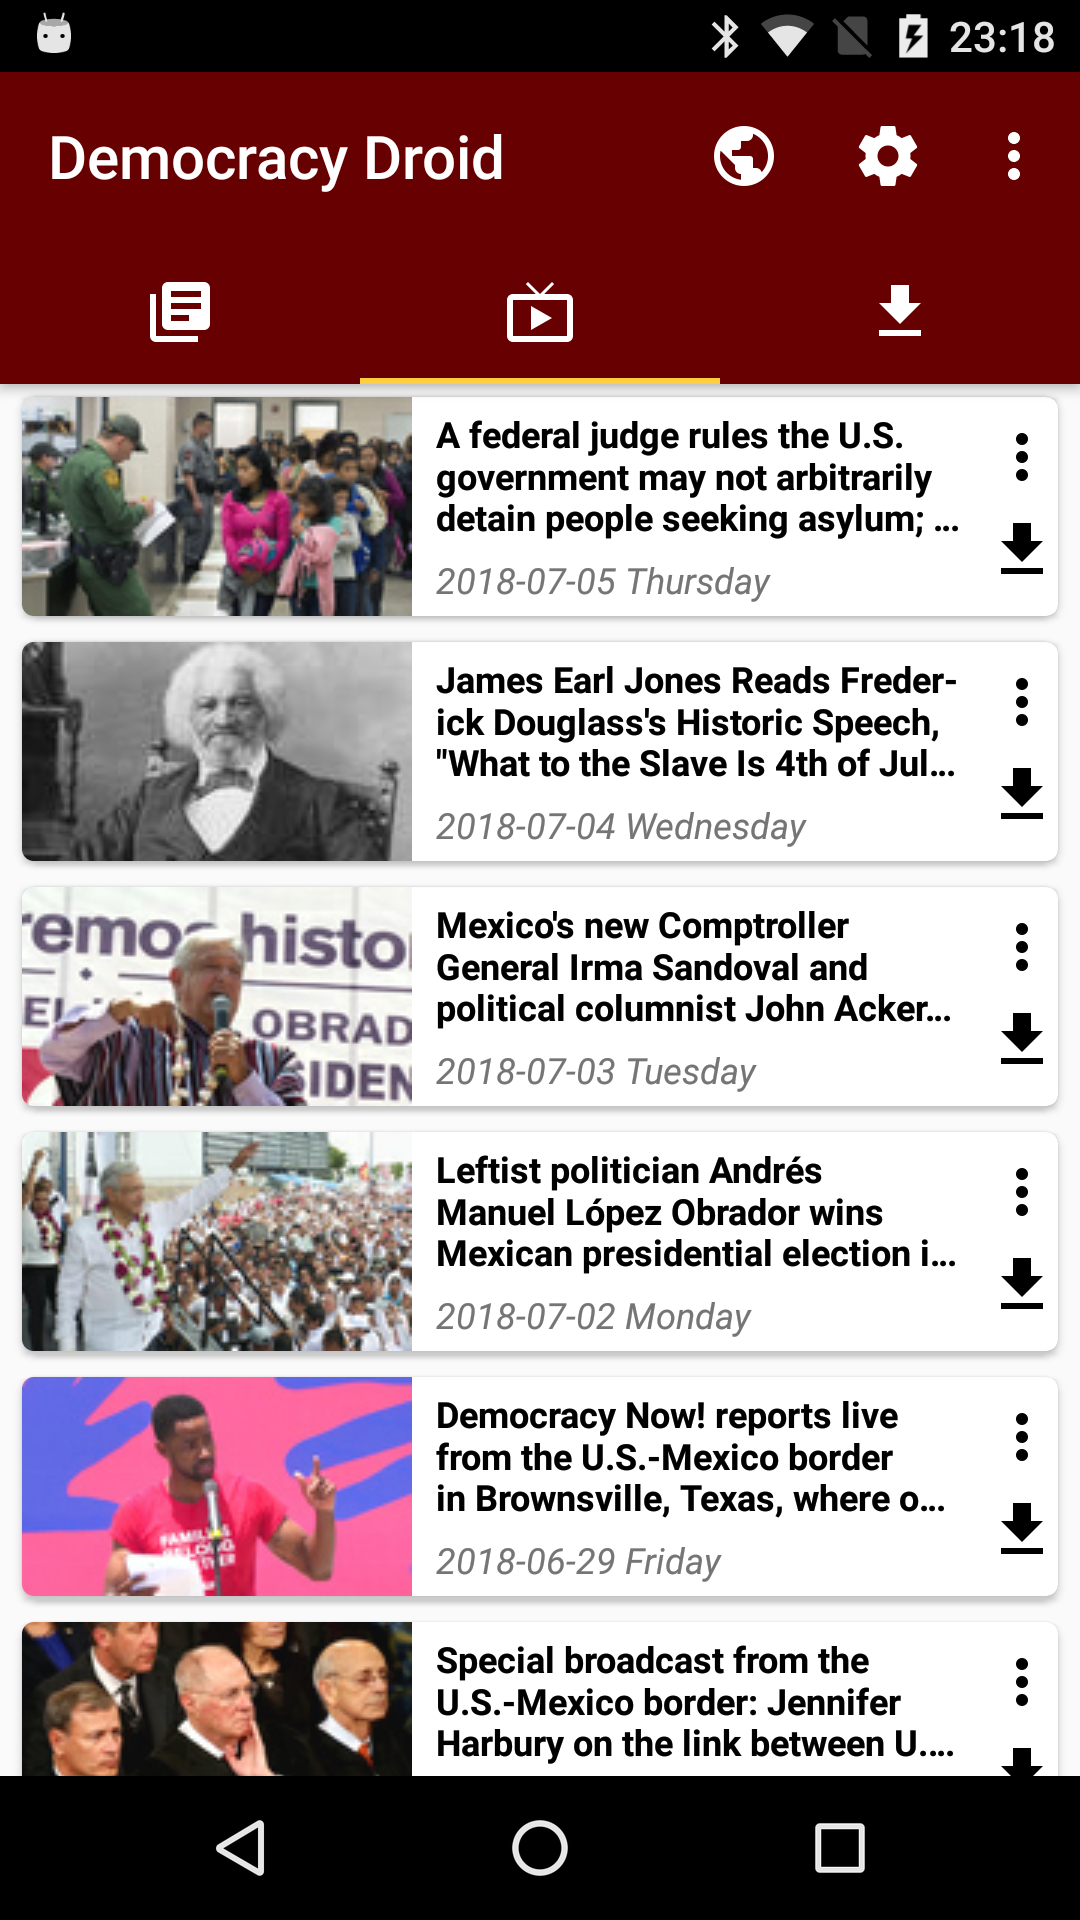 23:18
Democracy Droid
A federal judge rules the U.S.
government may not arbitrarily
detain people seeking asylum; ...
2018-07-05 Thursday
James Earl Jones Reads Freder-
ick Douglass's Historic Speech,
"What to the Slave Is 4th of Jul...
2018-07-04 Wednesday
remos histo
EL
OBRAD
SIDEN
Mexico's new Comptroller
General Irma Sandoval and
political columnist John Acker...
2018-07-03 Tuesday
Leftist politician Andrés
Manuel López Obrador wins
Mexican presidential election i...
2018-07-02 Monday
FAMILIES
BELONG
Democracy Now! reports live
from the U.S.-Mexico border
in Brownsville, Texas, where o...
2018-06-29 Friday
Special broadcast from the
U.S.-Mexico border: Jennifer
Harbury on the link between U....